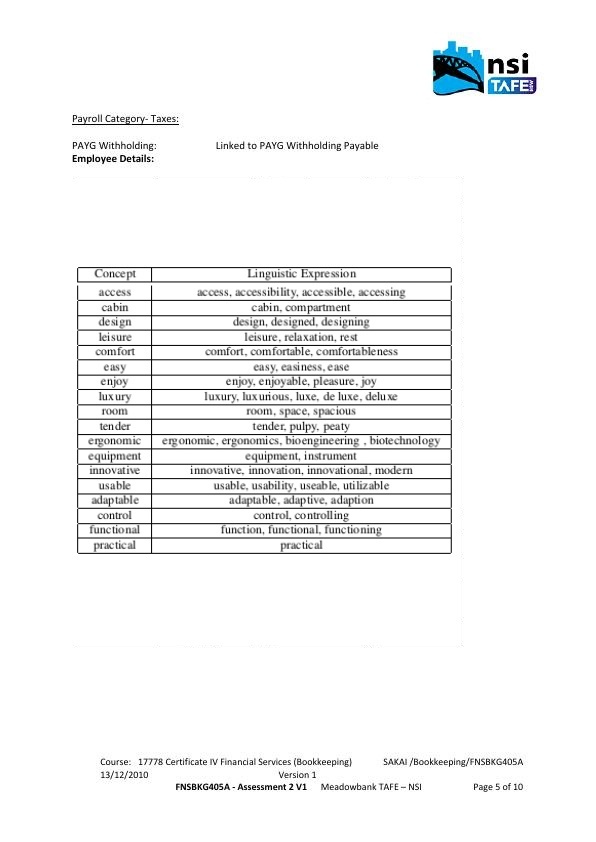 nsi
TAFE NSW
Payroll Category- Taxes:
PAYG Withholding: Linked to PAYG Withholding Payable
Employee Details:
Concept Linguistic Expression
access access, accessibility, accessible, accessing
cabin cabin, compartment
design design, designed, designing
leisure leisure, relaxation, rest
comfort comfort, comfortable, comfortableness
easy easy, easiness, ease
enjoy enjoy, enjoyable, pleasure, joy
luxury luxury, luxurious, luxe, de luxe, deluxe
room room, space, spacious
tender tender, pulpy, peaty
ergonomic ergonomic, ergonomics, bioengineering , biotechnology
equipment equipment, instrument
innovative innovative, innovation, innovational, modern
usable usable, usability, useable, utilizable
adaptable adaptable, adaptive, adaption
control control, controlling
functional function, functional, functioning
practical practical
Course: 17778 Certificate IV Financial Services (Bookkeeping) SAKAI /Bookkeeping/FNSBKG405A
13/12/2010 Version 1
FNSBKG405A - Assessment 2 V1 Meadowbank TAFE – NSI Page 5 of 10